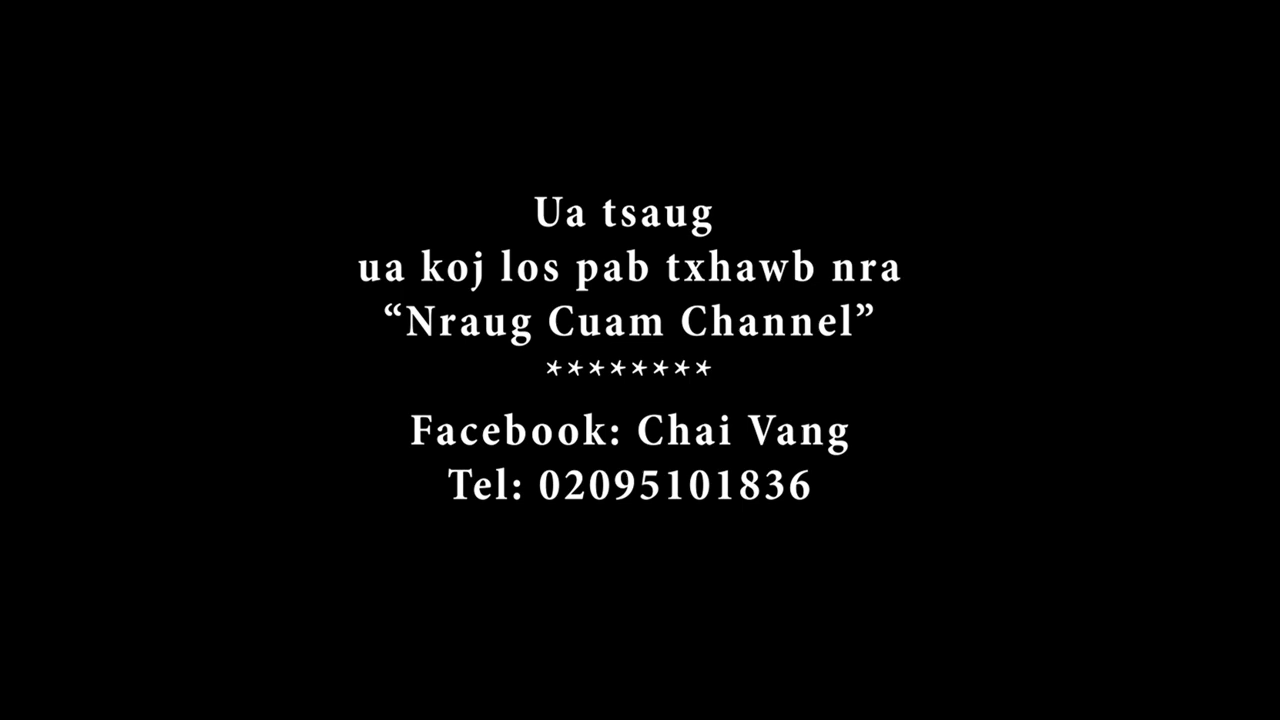 Ua tsaug
ua koj los pab txhawb nra
“Nraug Cuam Channel”
********
Facebook: Chai Vang
Tel: 02095101836